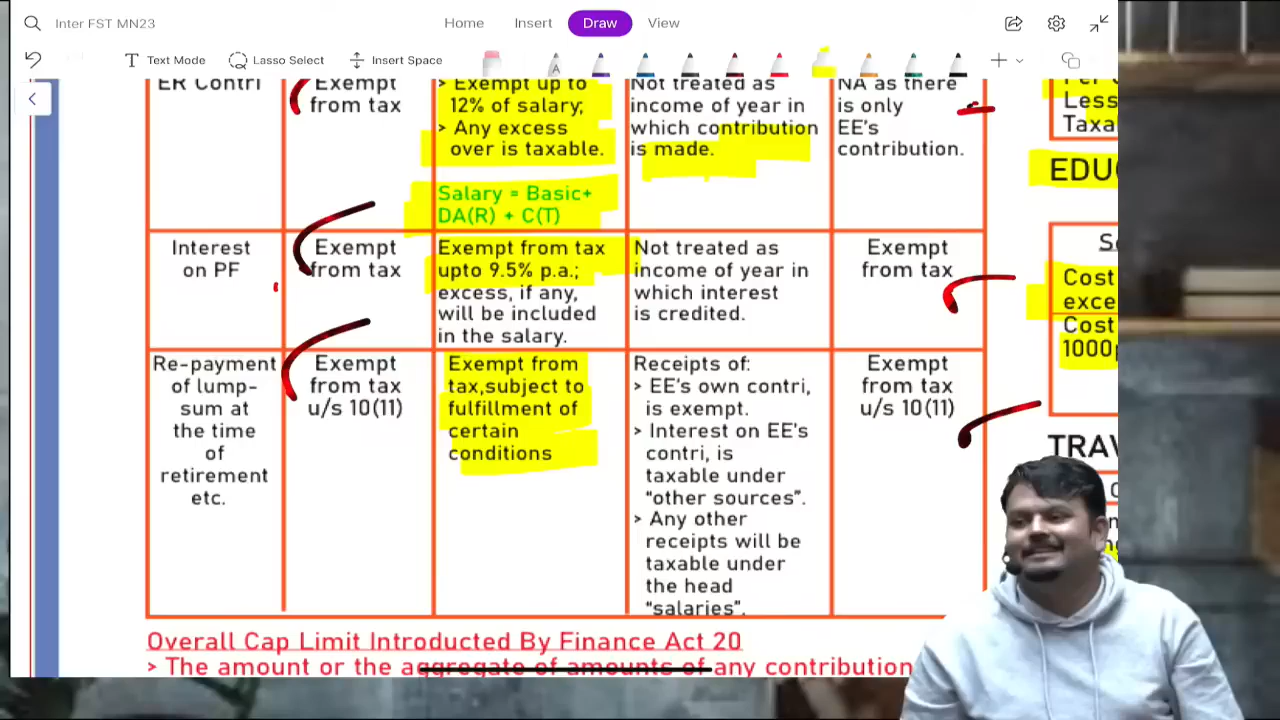 Inter FST MN23
Home
Insert
Draw
View
Text Mode
Lasso Select
Insert Space
ER Contri
Exempt
from tax
> Exempt up to
12% of salary;
> Any excess
over is taxable.
Salary = Basic+
DA(R) + C(T)
Not treated as
income of year in
which contribution
is made.
NA as there
is only
EE's
contribution.
Interest
on PF
Exempt
from tax
Exempt from tax
upto 9.5% p.a.;
excess, if any,
will be included
in the salary.
Not treated as
income of year in
which interest
is credited.
Exempt
from tax
Re-payment
of lump-
sum at
the time
of
retirement
etc.
Exempt
from tax
u/s 10(11)
Exempt from
tax,subject to
fulfillment of
certain
conditions
Receipts of:
> EE's own contri,
is exempt.
> Interest on EE's
contri, is
taxable under
"other sources".
> Any other
receipts will be
taxable under
the head
"salaries".
Exempt
from tax
u/s 10(11)
Overall Cap Limit Introducted By Finance Act 20
> The amount or the aggregate of amounts of any contribution
Less
Taxa
EDU
Cost
exce
Cost
1000p
TRAV